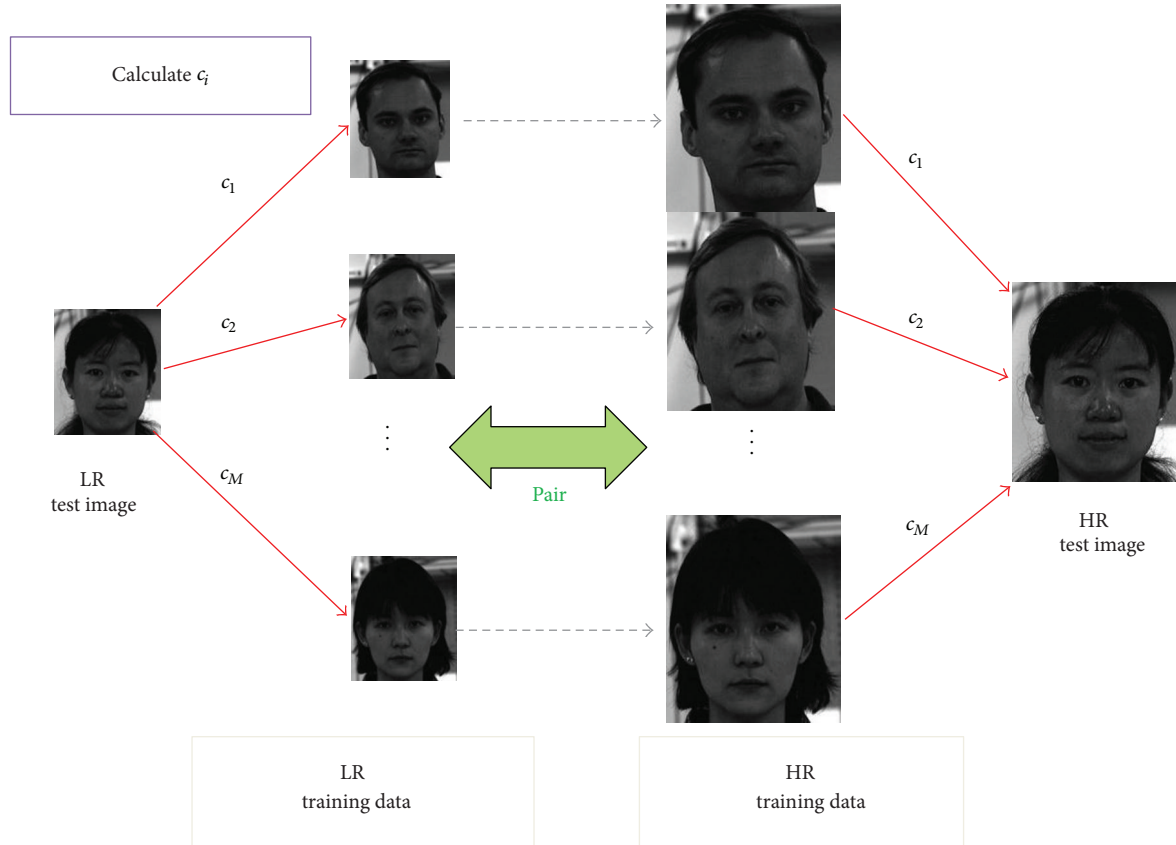 Calculate c_i
c_1
c_1
c_2
c_2
⋮
⋮
Pair
c_M
c_M
LR
test image
HR
test image
LR
training data
HR
training data